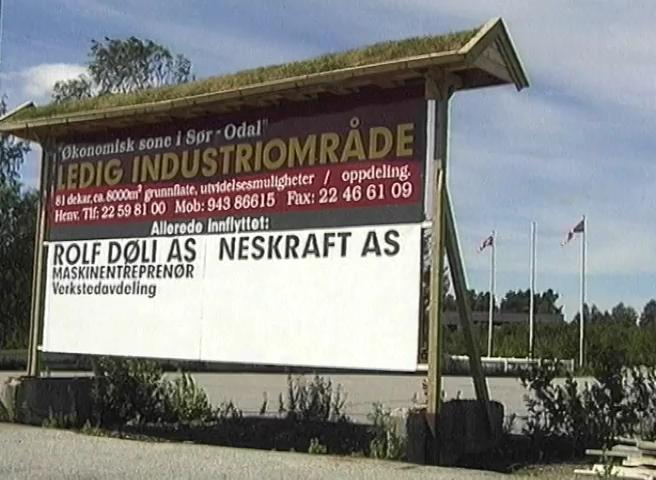 "Økonomisk sone i Sør-Odal"
LEDIG INDUSTRIOMRÅDE
81 dekar, ca. 8000m² grunnflate, utvidelsesmuligheter / oppdeling.
Henv. Tlf: 22 59 81 00 Mob: 943 86615 Fax: 22 46 61 09
Allerede Innflyttet:
ROLF DØLI AS NESKRAFT AS
MASKINENTREPRENØR
Verkstedavdeling